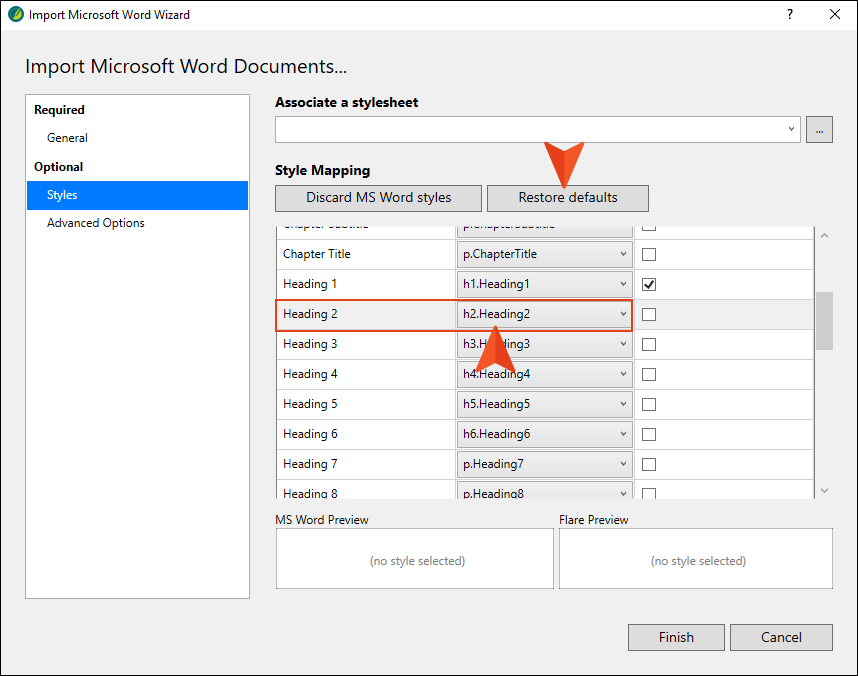 Import Microsoft Word Wizard
?
Import Microsoft Word Documents...
Required
General
Optional
Styles
Advanced Options
Associate a stylesheet
...
Style Mapping
Discard MS Word styles Restore defaults
Chapter Subtitle p.ChapterSubtitle
Chapter Title p.ChapterTitle
Heading 1 h1.Heading1
Heading 2 h2.Heading2
Heading 3 h3.Heading3
Heading 4 h4.Heading4
Heading 5 h5.Heading5
Heading 6 h6.Heading6
Heading 7 p.Heading7
Heading 8 p.Heading8
MS Word Preview Flare Preview
(no style selected) (no style selected)
Finish Cancel